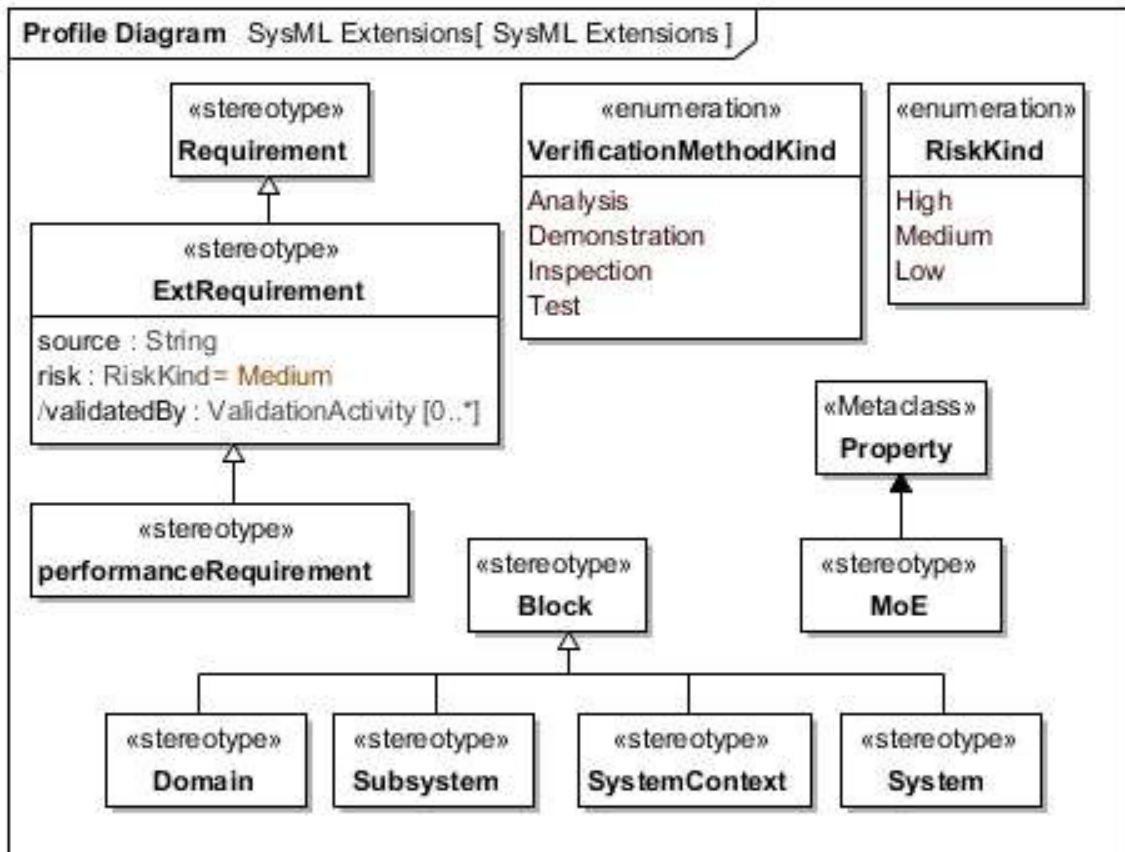 Profile Diagram SysML Extensions[ SysML Extensions ]
«stereotype»
Requirement
«enumeration»
VerificationMethodKind
Analysis
Demonstration
Inspection
Test
«enumeration»
RiskKind
High
Medium
Low
«stereotype»
ExtRequirement
source : String
risk : RiskKind= Medium
/validatedBy : ValidationActivity [0..*]
«Metaclass»
Property
«stereotype»
performanceRequirement
«stereotype»
Block
«stereotype»
MoE
«stereotype»
Domain
«stereotype»
Subsystem
«stereotype»
SystemContext
«stereotype»
System